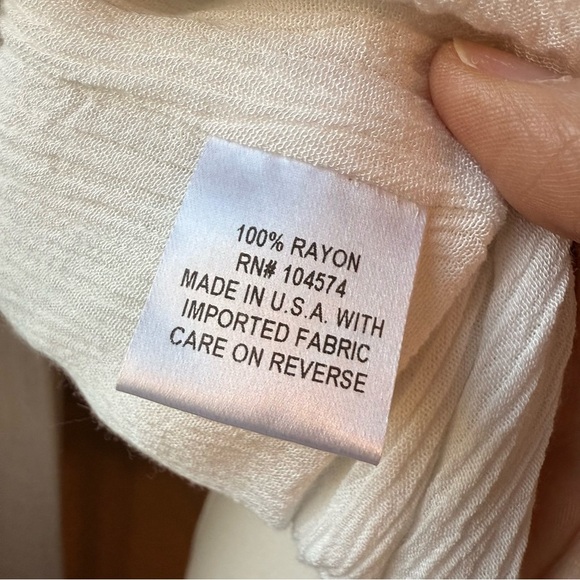 100% RAYON
RN# 104574
MADE IN U.S.A. WITH
IMPORTED FABRIC
CARE ON REVERSE